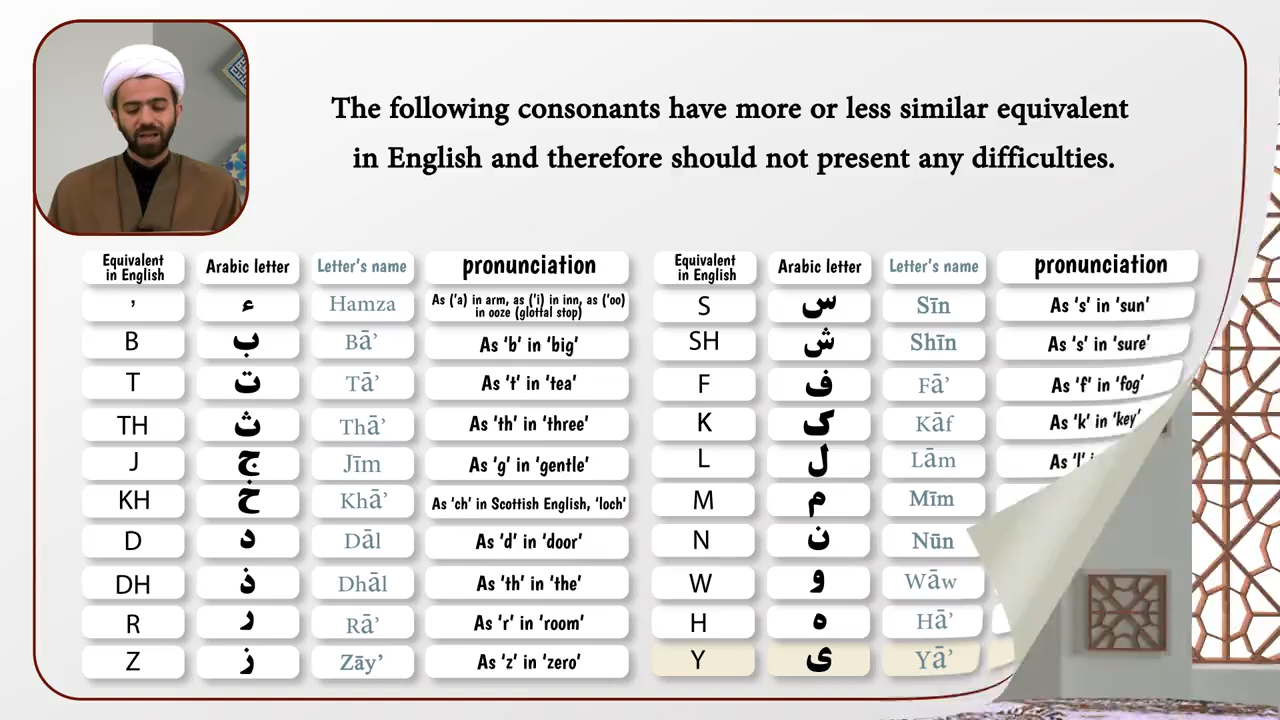 The following consonants have more or less similar equivalent
in English and therefore should not present any difficulties.
Equivalent in English Arabic letter Letter's name pronunciation
’ ء Hamza As ('a) in arm, as ('i) in inn, as ('oo) in ooze (glottal stop)
B ب Bā’ As ‘b’ in ‘big’
T ت Tā’ As ‘t’ in ‘tea’
TH ث Thā’ As ‘th’ in ‘three’
J ج Jīm As ‘g’ in ‘gentle’
KH خ Khā’ As ‘ch’ in Scottish English, ‘loch’
D د Dāl As ‘d’ in ‘door’
DH ذ Dhāl As ‘th’ in ‘the’
R ر Rā’ As ‘r’ in ‘room’
Z ز Zāy’ As ‘z’ in ‘zero’
Equivalent in English Arabic letter Letter's name pronunciation
S س Sīn As ‘s’ in ‘sun’
SH ش Shīn As ‘s’ in ‘sure’
F ف Fā’ As ‘f’ in ‘fog’
K ک Kāf As ‘k’ in ‘key’
L ل Lām As ‘l’
M م Mīm
N ن Nūn
W و Wāw
H ه Hā’
Y ی Yā’